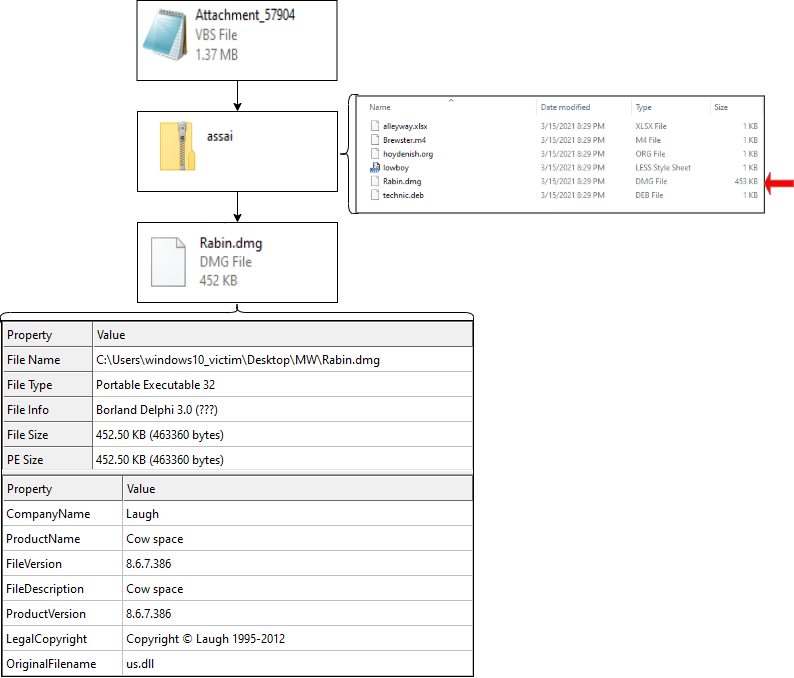 Attachment_57904
VBS File
1.37 MB
assai
Name Date modified Type Size
alleyway.xlsx 3/15/2021 8:29 PM XLSX File 1 KB
Brewster.m4 3/15/2021 8:29 PM M4 File 1 KB
hoydenish.org 3/15/2021 8:29 PM ORG File 1 KB
lowboy 3/15/2021 8:29 PM LESS Style Sheet 1 KB
Rabin.dmg 3/15/2021 8:29 PM DMG File 453 KB
technic.deb 3/15/2021 8:29 PM DEB File 1 KB
Rabin.dmg
DMG File
452 KB
Property Value
File Name C:\Users\windows10_victim\Desktop\MW\Rabin.dmg
File Type Portable Executable 32
File Info Borland Delphi 3.0 (???)
File Size 452.50 KB (463360 bytes)
PE Size 452.50 KB (463360 bytes)
Property Value
CompanyName Laugh
ProductName Cow space
FileVersion 8.6.7.386
FileDescription Cow space
ProductVersion 8.6.7.386
LegalCopyright Copyright © Laugh 1995-2012
OriginalFilename us.dll